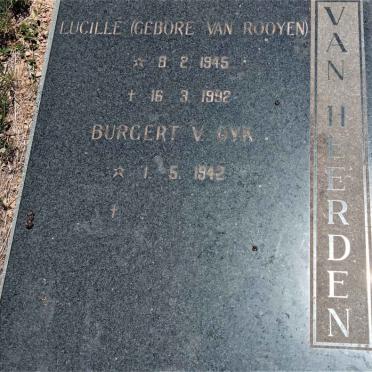 LUCILLE (GEBORE VAN ROOYEN)
☆ 8 2 1945
† 16 3 1992
BURGERT V. DYK
☆ 1 5 1942
†
VAN HEERDEN